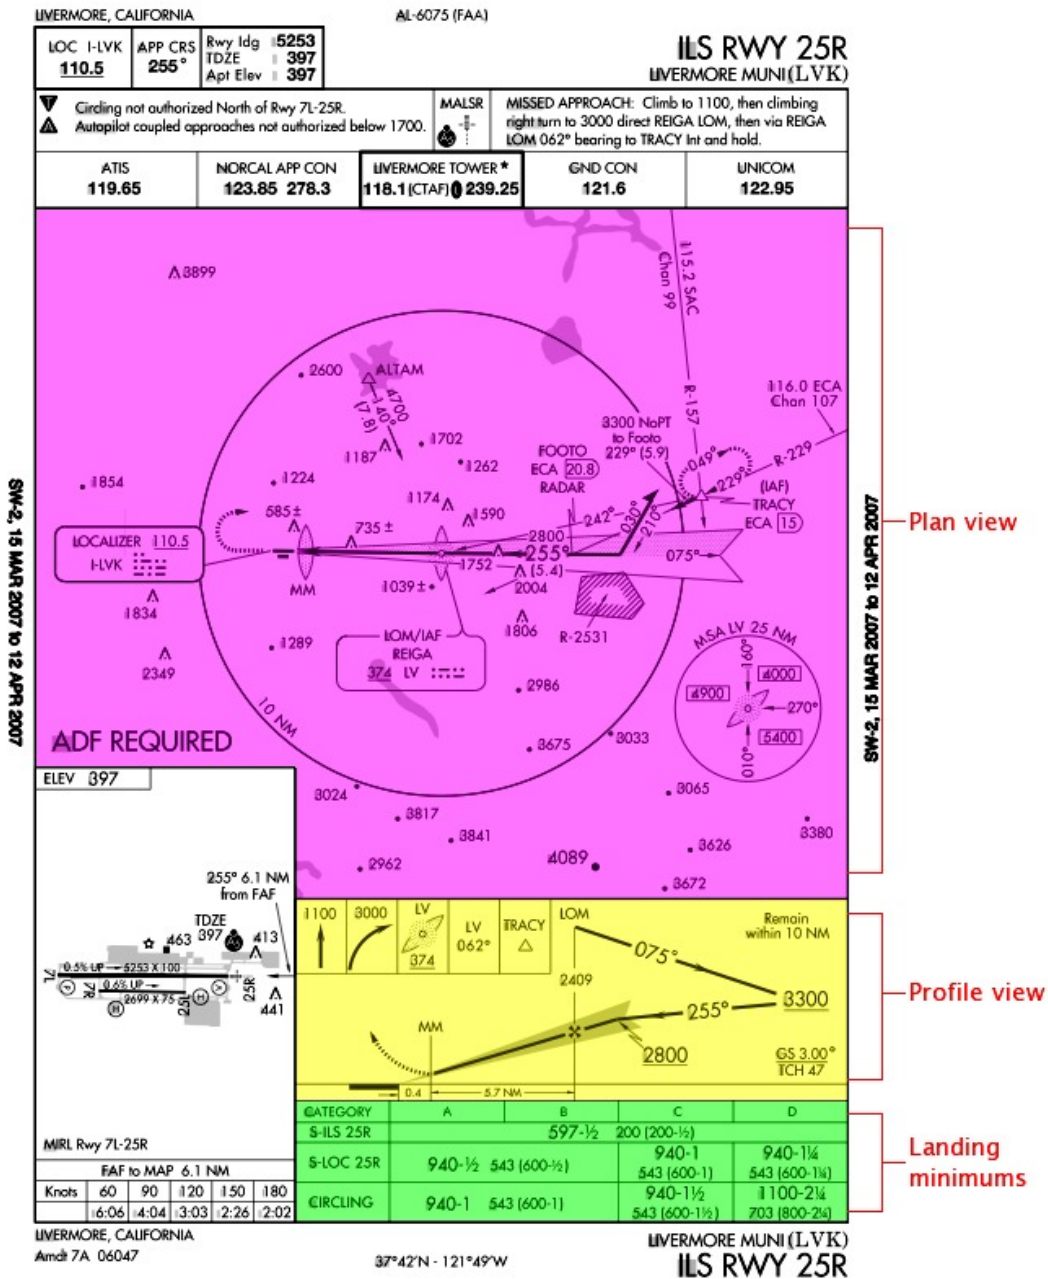 LIVERMORE, CALIFORNIA
AL-6075 (FAA)
LOC I-LVK
110.5
APP CRS
255°
Rwy ldg 5253
TDZE 397
Apt Elev 397
ILS RWY 25R
LIVERMORE MUNI(LVK)
T
Circling not authorized North of Rwy 7L-25R.
A
Autopilot coupled approaches not authorized below 1700.
MALSR
MISSED APPROACH: Climb to 1100, then climbing
right turn to 3000 direct REIGA LOM, then via REIGA
LOM 062° bearing to TRACY Int and hold.
ATIS
119.65
NORCAL APP CON
123.85 278.3
LIVERMORE TOWER*
118.1(CTAF) 239.25
GND CON
121.6
UNICOM
122.95
3899
115.2 SAC
Chan 99
R-157
2600
ALTAM
4700
140°
(7.8)
116.0 ECA
Chan 107
R-229
3300 NoPT
to Footo
229° (5.9)
1702
1187
1262
FOOTO
ECA 20.8
RADAR
049°
229°
(IAF)
TRACY
ECA 15
1854
1224
1174
1590
585±
735±
242°
030°
210°
2800
255°
075°
LOCALIZER 110.5
I-LVK
1752
(5.4)
MM
1039±
2004
1834
1806
R-2531
1289
LOM/IAF
REIGA
374 LV
2349
MSA LV 25 NM
160°
4000
4900
270°
5400
010°
2986
10 NM
3675
3033
ADF REQUIRED
3024
3065
3817
3841
3380
3626
2962
4089
3672
Plan view
SW-2, 15 MAR 2007 to 12 APR 2007
SW-2, 15 MAR 2007 to 12 APR 2007
ELEV 397
255° 6.1 NM
from FAF
TDZE
397
463
413
0.5% UP
5253 X 100
7L
7R
0.6% UP
2699 X 75
25L
25R
441
MIRL Rwy 7L-25R
FAF to MAP 6.1 NM
Knots 60 90 120 150 180
6:06 4:04 3:03 2:26 2:02
1100
3000
LV
374
LV
062°
TRACY
LOM
Remain
within 10 NM
075°
2409
3300
255°
MM
2800
GS 3.00°
TCH 47
0.4
5.7 NM
Profile view
CATEGORY A B C D
S-ILS 25R 597-½ 200 (200-½)
S-LOC 25R 940-½ 543 (600-½) 940-1 543 (600-1) 940-1¼ 543 (600-1¼)
CIRCLING 940-1 543 (600-1) 940-1½ 543 (600-1½) 1100-2¼ 703 (800-2¼)
Landing
minimums
LIVERMORE, CALIFORNIA
Amdt 7A 06047
37°42'N - 121°49'W
LIVERMORE MUNI(LVK)
ILS RWY 25R